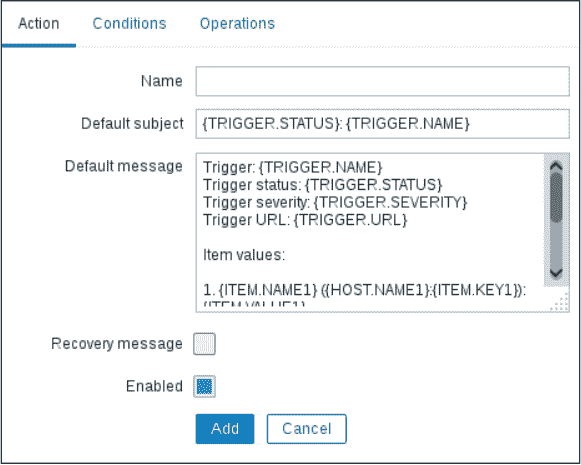 Action Conditions Operations
Name
Default subject {TRIGGER.STATUS}: {TRIGGER.NAME}
Default message Trigger: {TRIGGER.NAME}
Trigger status: {TRIGGER.STATUS}
Trigger severity: {TRIGGER.SEVERITY}
Trigger URL: {TRIGGER.URL}
Item values:
1. {ITEM.NAME1} ({HOST.NAME1}:{ITEM.KEY1}):
{ITEM.VALUE1}
Recovery message
Enabled
Add Cancel